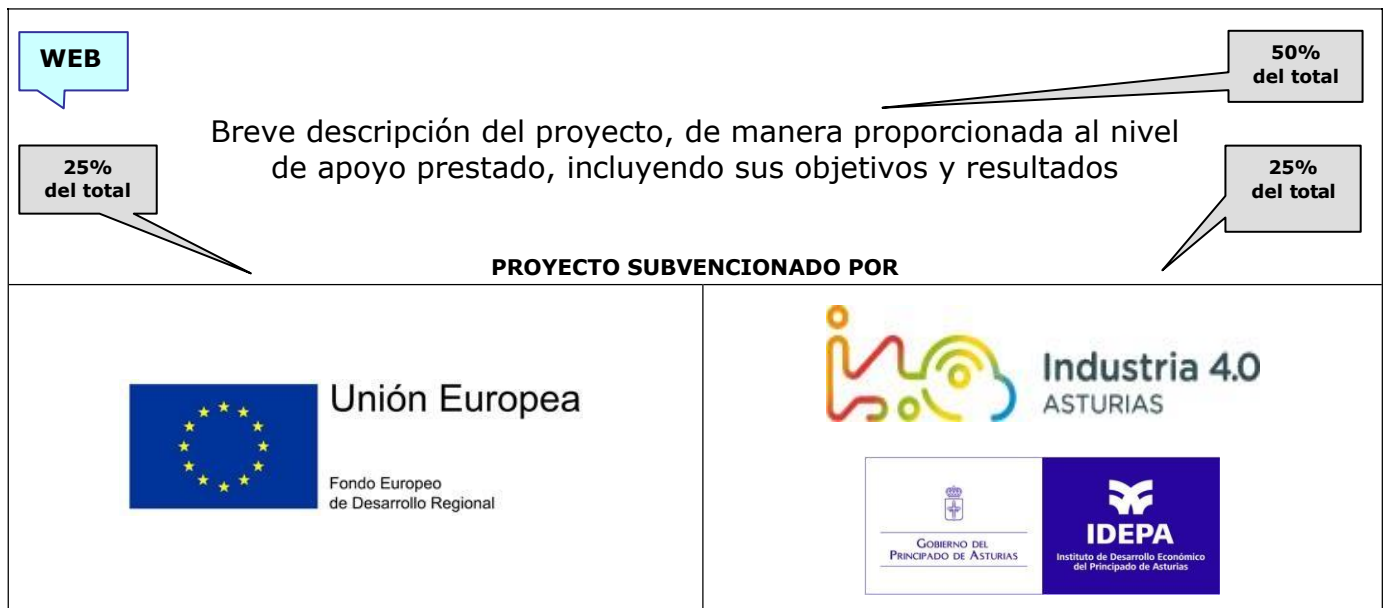 WEB
50%
del total
Breve descripción del proyecto, de manera proporcionada al nivel
de apoyo prestado, incluyendo sus objetivos y resultados
25%
del total
25%
del total
PROYECTO SUBVENCIONADO POR
Unión Europea
Fondo Europeo
de Desarrollo Regional
Industria 4.0
ASTURIAS
GOBIERNO DEL
PRINCIPADO DE ASTURIAS
IDEPA
Instituto de Desarrollo Económico
del Principado de Asturias